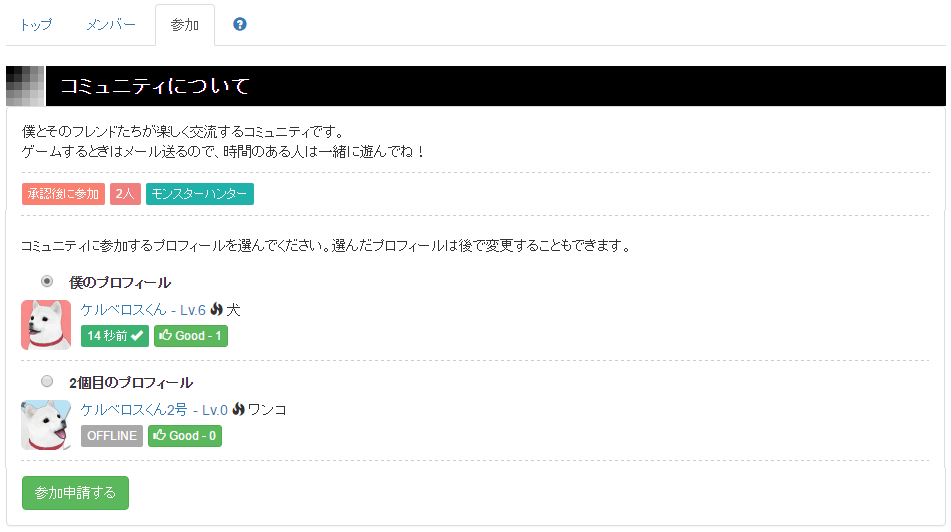 トップ メンバー 参加
コミュニティについて
僕とそのフレンドたちが楽しく交流するコミュニティです。
ゲームするときはメール送るので、時間のある人は一緒に遊んでね！
承認後に参加 2人 モンスターハンター
コミュニティに参加するプロフィールを選んでください。選んだプロフィールは後で変更することもできます。
僕のプロフィール
ケルベロスくん - Lv.6 犬
14 秒前 Good - 1
2個目のプロフィール
ケルベロスくん2号 - Lv.0 ワンコ
OFFLINE Good - 0
参加申請する